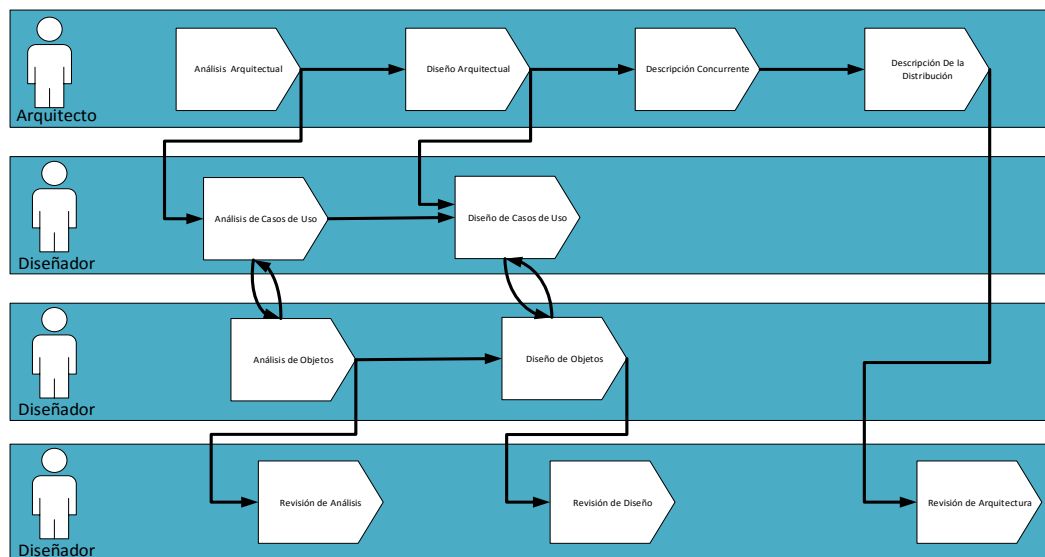 Análisis Arquitectual
Diseño Arquitectual
Descripción Concurrente
Descripción De la
Distribución
Arquitecto
Análisis de Casos de Uso
Diseño de Casos de Uso
Diseñador
Análisis de Objetos
Diseño de Objetos
Diseñador
Revisión de Análisis
Revisión de Diseño
Revisión de Arquitectura
Diseñador